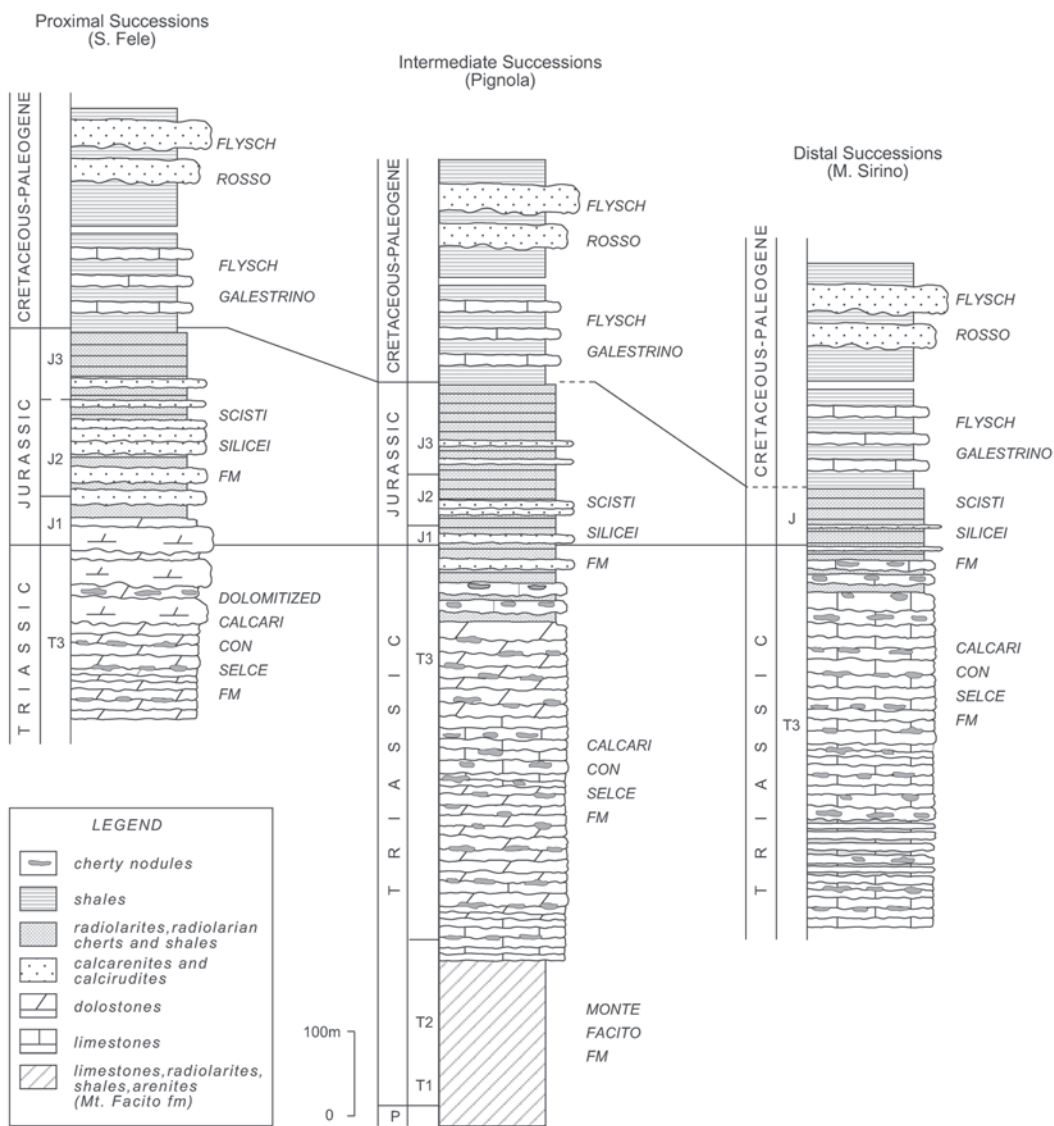 Proximal Successions
(S. Fele)
CRETACEOUS-PALEOGENE
JURASSIC
TRIASSIC
J3
J2
J1
T3
FLYSCH
ROSSO
FLYSCH
GALESTRINO
SCISTI
SILICEI
FM
DOLOMITIZED
CALCARI
CON
SELCE
FM
Intermediate Successions
(Pignola)
CRETACEOUS-PALEOGENE
JURASSIC
TRIASSIC
J3
J2
J1
T3
T2
T1
P
FLYSCH
ROSSO
FLYSCH
GALESTRINO
SCISTI
SILICEI
FM
CALCARI
CON
SELCE
FM
MONTE
FACITO
FM
Distal Successions
(M. Sirino)
CRETACEOUS-PALEOGENE
TRIASSIC
J
T3
FLYSCH
ROSSO
FLYSCH
GALESTRINO
SCISTI
SILICEI
FM
CALCARI
CON
SELCE
FM
LEGEND
cherty nodules
shales
radiolarites,radiolarian
cherts and shales
calcarenites and
calcirudites
dolostones
limestones
limestones,radiolarites,
shales,arenites
(Mt. Facito fm)
100m
0